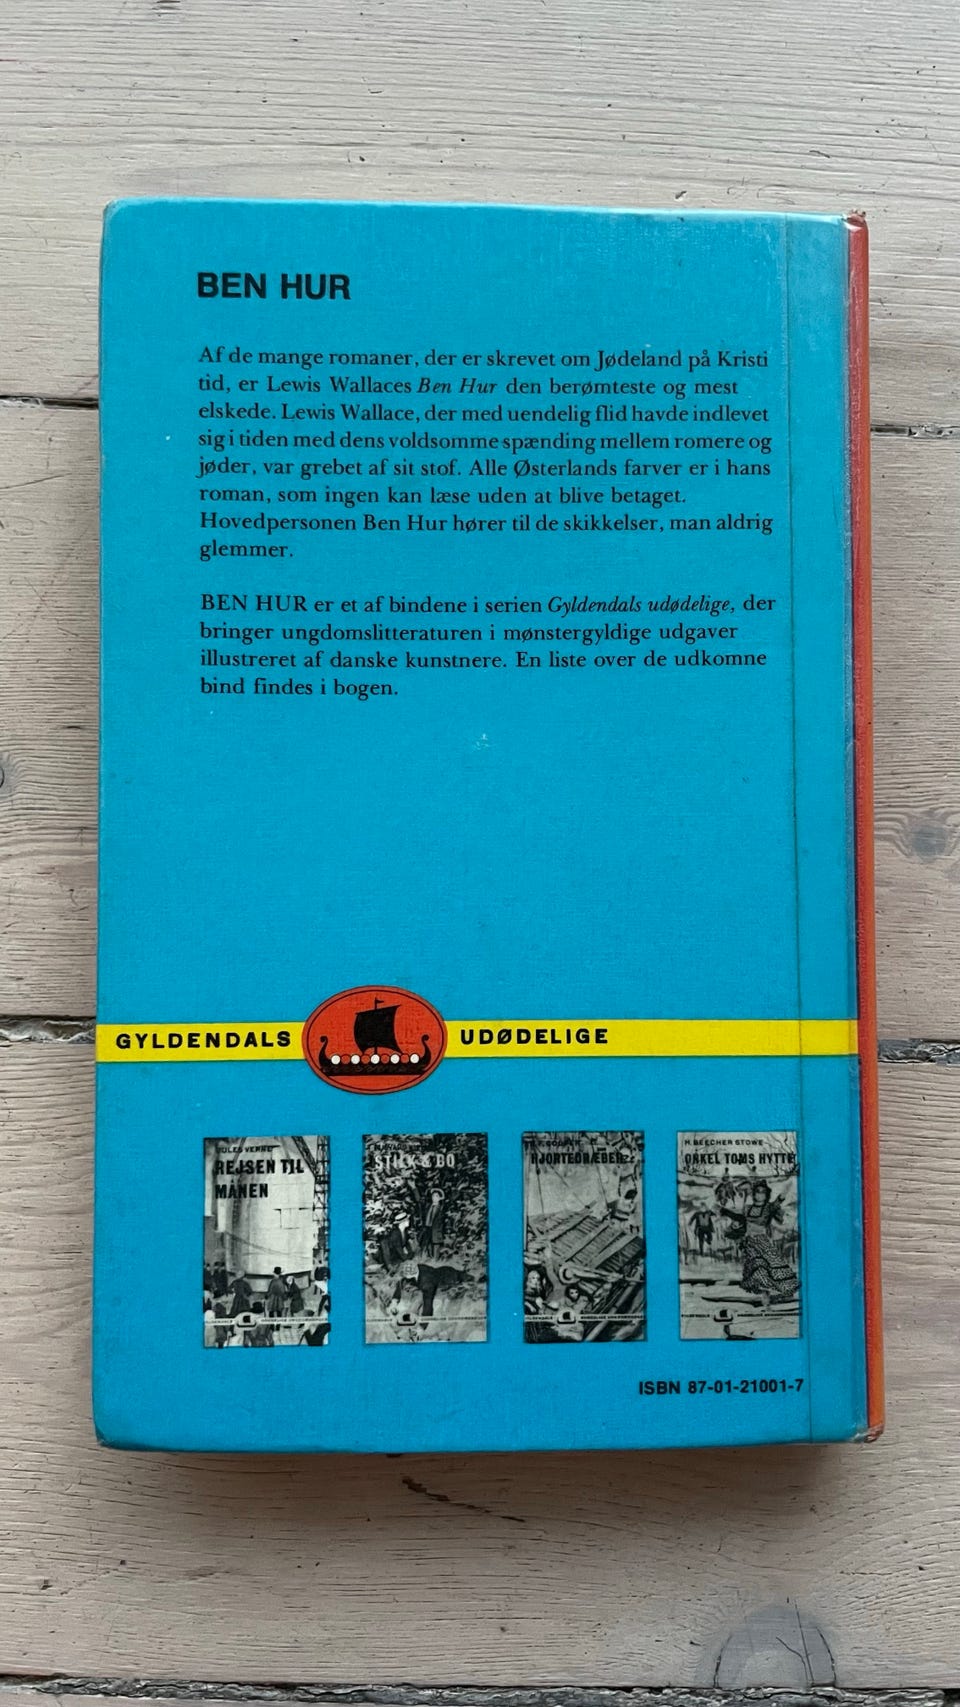 BEN HUR
Af de mange romaner, der er skrevet om Jødeland på Kristi
tid, er Lewis Wallaces Ben Hur den berømteste og mest
elskede. Lewis Wallace, der med uendelig flid havde indlevet
sig i tiden med dens voldsomme spænding mellem romere og
jøder, var grebet af sit stof. Alle Østerlands farver er i hans
roman, som ingen kan læse uden at blive betaget.
Hovedpersonen Ben Hur hører til de skikkelser, man aldrig
glemmer.
BEN HUR er et af bindene i serien Gyldendals udødelige, der
bringer ungdomslitteraturen i mønstergyldige udgaver
illustreret af danske kunstnere. En liste over de udkomne
bind findes i bogen.
GYLDENDALS UDØDELIGE
JULES VERNE
REJSEN TIL
MÅNEN
HJORTEDRÆBER
H. BEECHER STOWE
ONKEL TOMS HYTTE
ISBN 87-01-21001-7